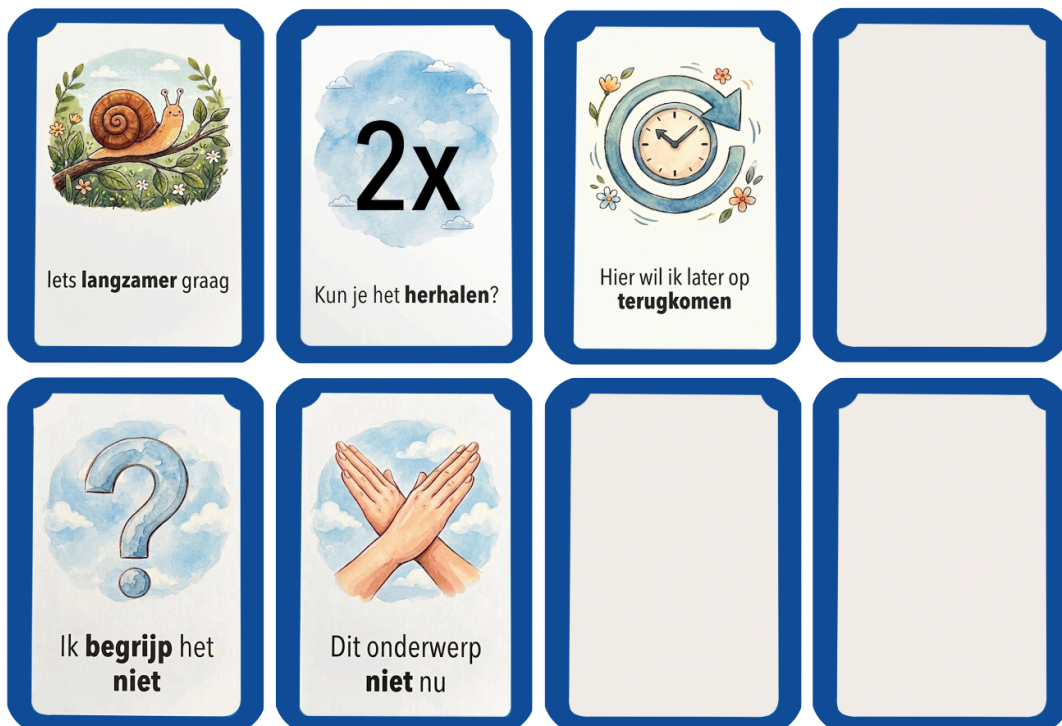 Iets langzamer graag
2x
Kun je het herhalen?
Hier wil ik later op
terugkomen
Ik begrijp het
niet
Dit onderwerp
niet nu